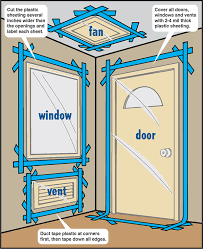 Cut the plastic
sheeting several
inches wider than
the openings and
label each sheet.
Cover all doors,
windows and vents
with 2-4 mil thick
plastic sheeting.
fan
window
door
vent
Duct tape plastic at corners
first, then tape down all edges.